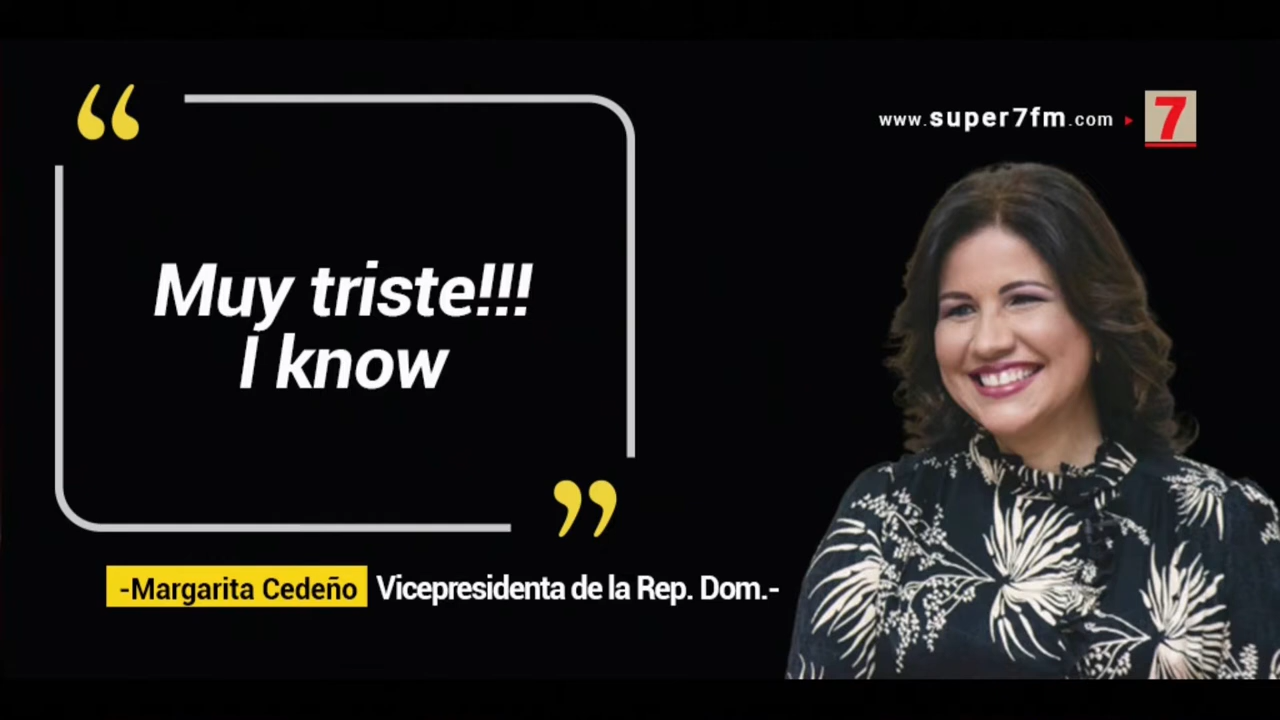 www.super7fm.com
7
“
Muy triste!!!
I know
”
-Margarita Cedeño Vicepresidenta de la Rep. Dom.-